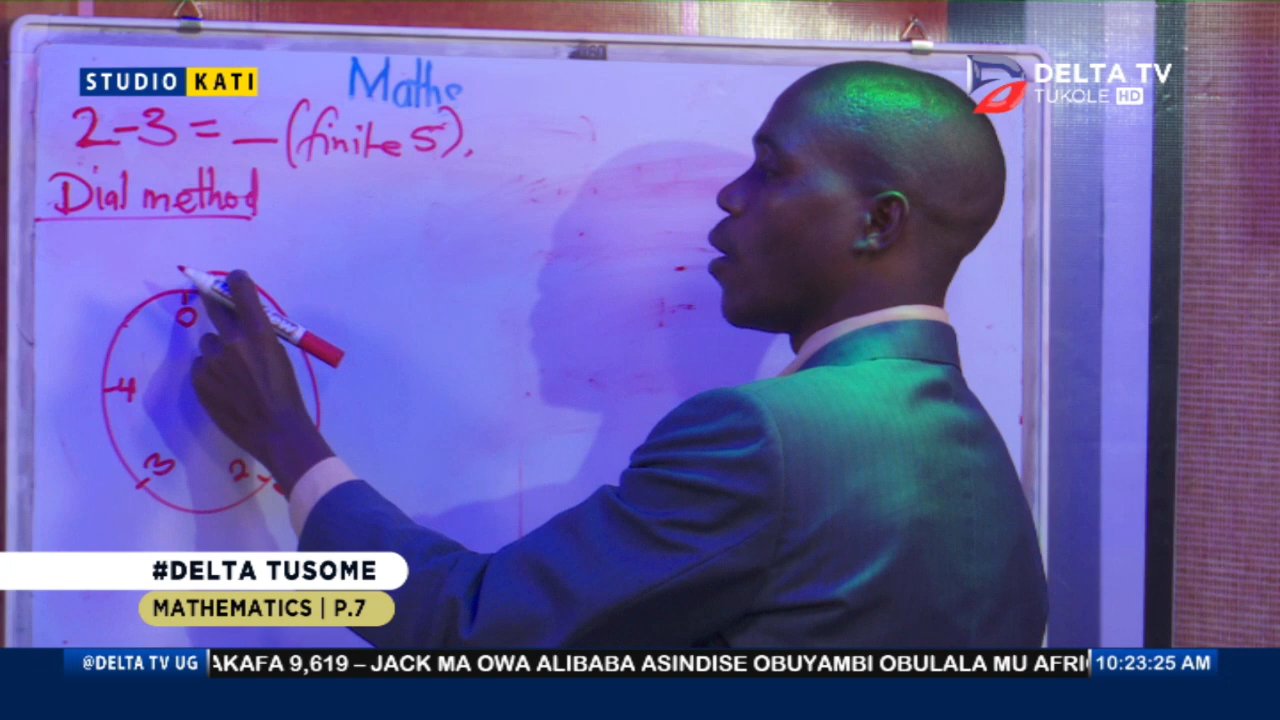 STUDIO KATI
DELTA TV
TUKOLE HD
Maths
2-3 = _ (finite 5).
Dial method
0
4
3
2
#DELTA TUSOME
MATHEMATICS | P.7
@DELTA TV UG
AKAFA 9,619 – JACK MA OWA ALIBABA ASINDISE OBUYAMBI OBULALA MU AFRI
10:23:25 AM